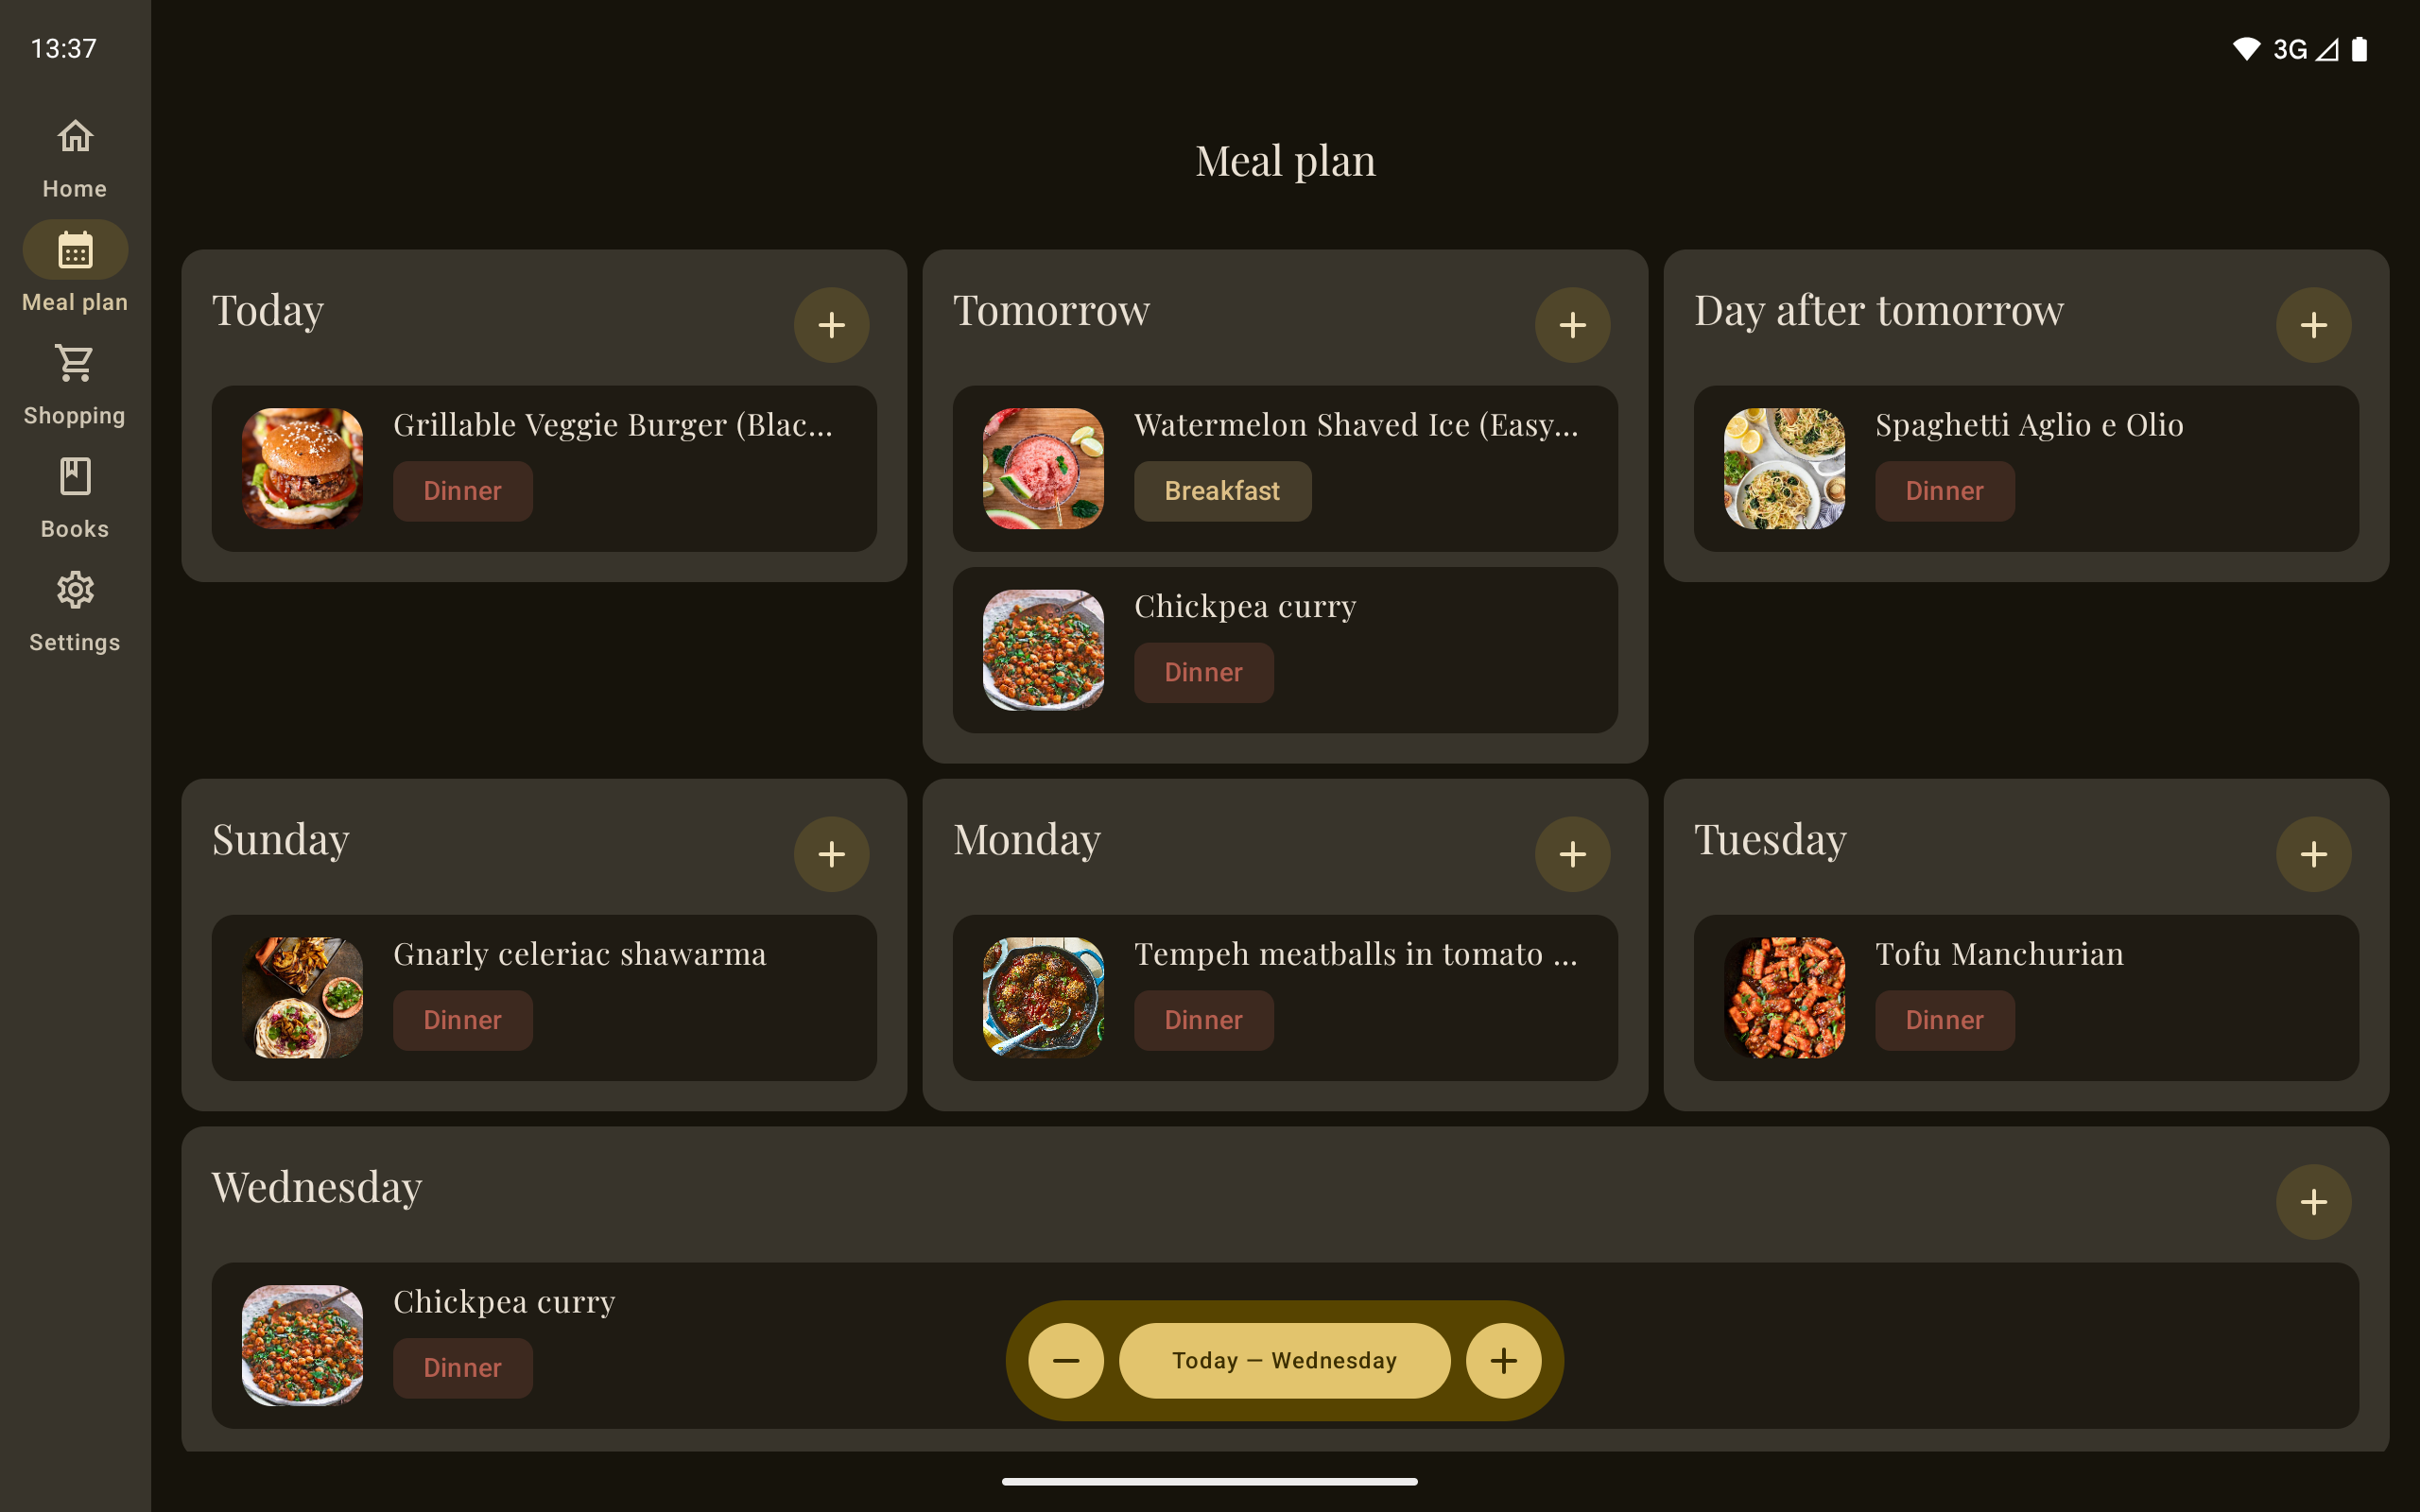 13:37
3G
Home
Meal plan
Shopping
Books
Settings
Meal plan
Today
Grillable Veggie Burger (Blac...
Dinner
Tomorrow
Watermelon Shaved Ice (Easy...
Breakfast
Chickpea curry
Dinner
Day after tomorrow
Spaghetti Aglio e Olio
Dinner
Sunday
Gnarly celeriac shawarma
Dinner
Monday
Tempeh meatballs in tomato ...
Dinner
Tuesday
Tofu Manchurian
Dinner
Wednesday
Chickpea curry
Dinner
Today — Wednesday